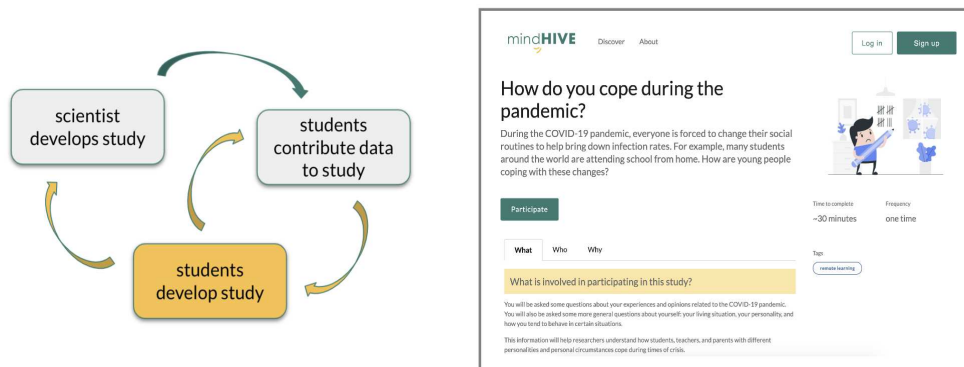 scientist
develops study
students
contribute data
to study
students
develop study
mindHIVE
Discover
About
Log in
Sign up
How do you cope during the
pandemic?
During the COVID-19 pandemic, everyone is forced to change their social
routines to help bring down infection rates. For example, many students
around the world are attending school from home. How are young people
coping with these changes?
Participate
Time to complete
Frequency
~30 minutes
one time
Tags
remote learning
What
Who
Why
What is involved in participating in this study?
You will be asked some questions about your experiences and opinions related to the COVID-19 pandemic.
You will also be asked some more general questions about yourself: your living situation, your personality, and
how you tend to behave in certain situations.
This information will help researchers understand how students, teachers, and parents with different
personalities and personal circumstances cope during times of crisis.